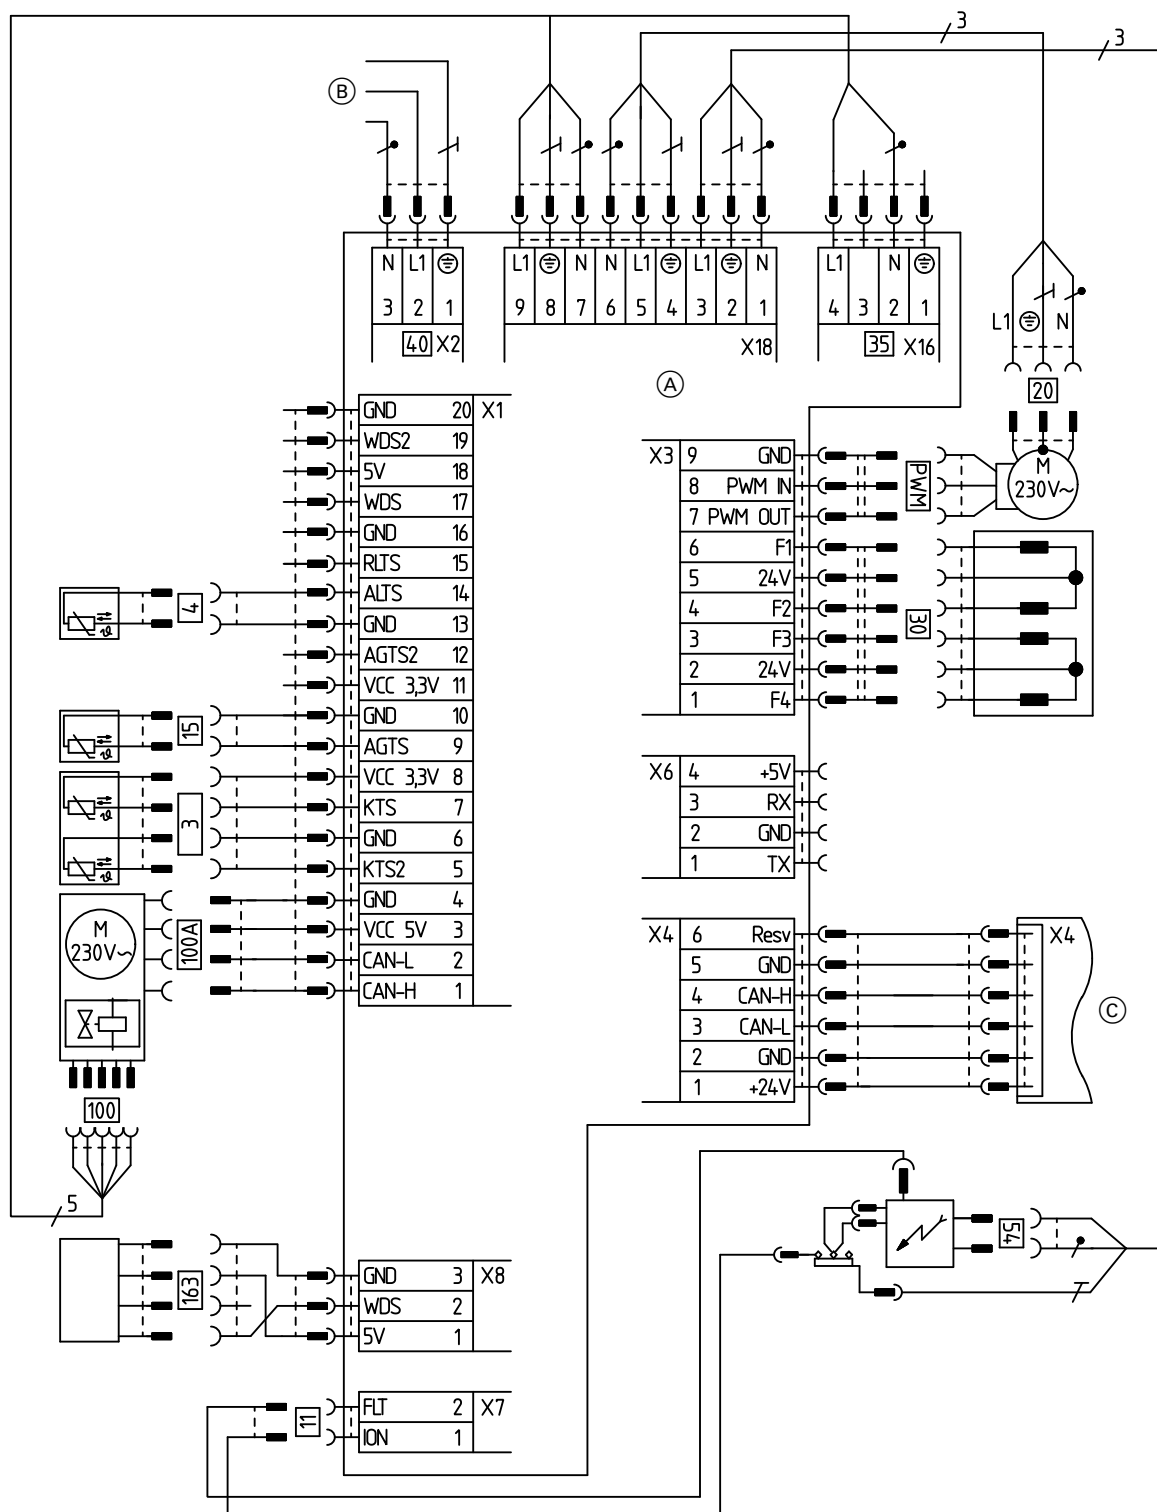 3
3
B
N L1 ⏚
3 2 1
40 X2
L1 ⏚ N N L1 ⏚ L1 ⏚ N
9 8 7 6 5 4 3 2 1
X18
L1 N ⏚
4 3 2 1
35 X16
L1 ⏚ N
20
A
M
230V~
GND 20 X1
WDS2 19
5V 18
WDS 17
GND 16
RLTS 15
ALTS 14
GND 13
AGTS2 12
VCC 3,3V 11
GND 10
AGTS 9
VCC 3,3V 8
KTS 7
GND 6
KTS2 5
GND 4
VCC 5V 3
CAN-L 2
CAN-H 1
X3 9 GND
8 PWM IN
7 PWM OUT
6 F1
5 24V
4 F2
3 F3
2 24V
1 F4
PWM
30
4
ϑ
15
ϑ
3
ϑ
ϑ
X6 4 +5V
3 RX
2 GND
1 TX
M
230V~
100A
100
5
X4 6 Resv
5 GND
4 CAN-H
3 CAN-L
2 GND
1 +24V
X4
C
54
163
GND 3 X8
WDS 2
5V 1
11
FLT 2 X7
ION 1